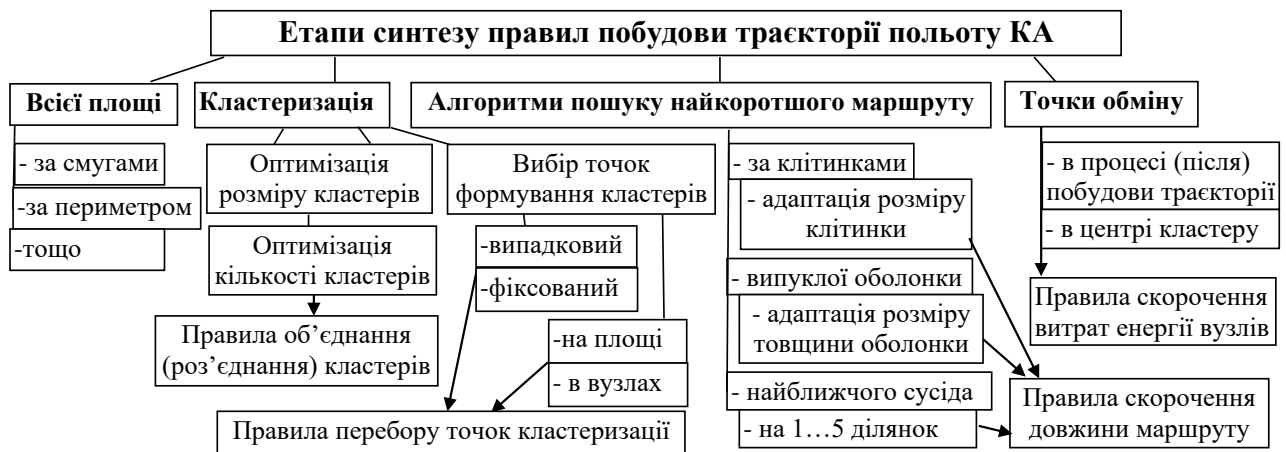 Етапи синтезу правил побудови траєкторії польоту КА
Всієї площі
- за смугами
-за периметром
-тощо
Кластеризація
Оптимізація
розміру кластерів
Оптимізація
кількості кластерів
Правила об’єднання
(роз’єднання) кластерів
Вибір точок
формування кластерів
-випадковий
-фіксований
-на площі
- в вузлах
Правила перебору точок кластеризації
Алгоритми пошуку найкоротшого маршруту
- за клітинками
- адаптація розміру
клітинки
- випуклої оболонки
- адаптація розміру
товщини оболонки
- найближчого сусіда
- на 1…5 ділянок
Точки обміну
- в процесі (після)
побудови траєкторії
- в центрі кластеру
Правила скорочення
витрат енергії вузлів
Правила скорочення
довжини маршруту